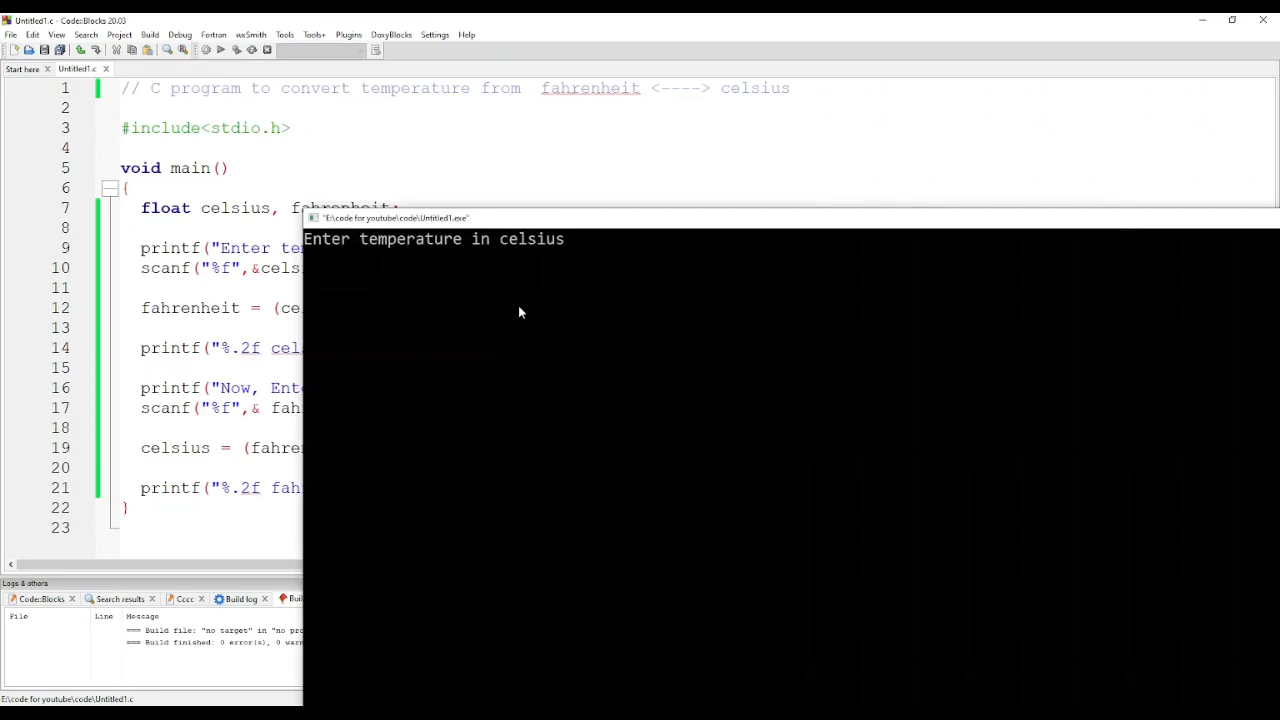 Untitled1.c - Code::Blocks 20.03
File Edit View Search Project Build Debug Fortran wxSmith Tools Tools+ Plugins DoxyBlocks Settings Help
Start here Untitled1.c
1 // C program to convert temperature from fahrenheit <----> celsius
2
3 #include<stdio.h>
4
5 void main()
6 {
7 float celsius, fahrenheit;
"E:\code for youtube\code\Untitled1.exe"
Enter temperature in celsius
8
9 printf("Enter te
10 scanf("%f",&cels
11
12 fahrenheit = (ce
13
14 printf("%.2f cel
15
16 printf("Now, Ent
17 scanf("%f",& fah
18
19 celsius = (fahre
20
21 printf("%.2f fah
22 }
23
Logs & others
Code::Blocks Search results Cccc Build log Buil
File Line Message
=== Build file: "no target" in "no pro
=== Build finished: 0 error(s), 0 warn
E:\code for youtube\code\Untitled1.c